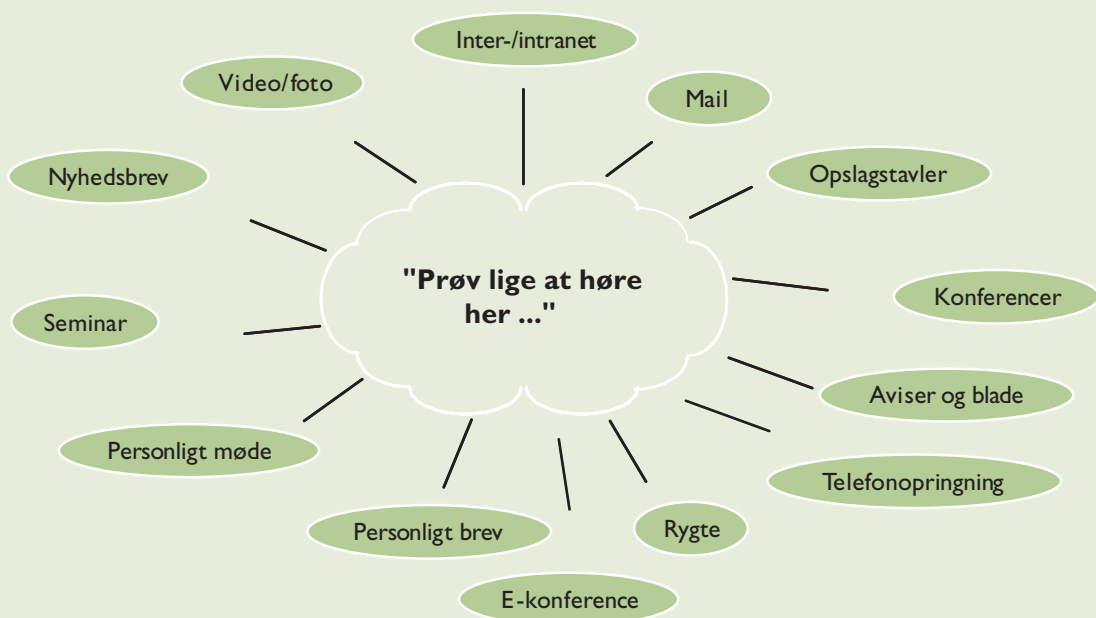 Inter-/intranet
Video/foto
Mail
Nyhedsbrev
Opslagstavler
"Prøv lige at høre
her ..."
Konferencer
Seminar
Aviser og blade
Personligt møde
Telefonopringning
Personligt brev
Rygte
E-konference